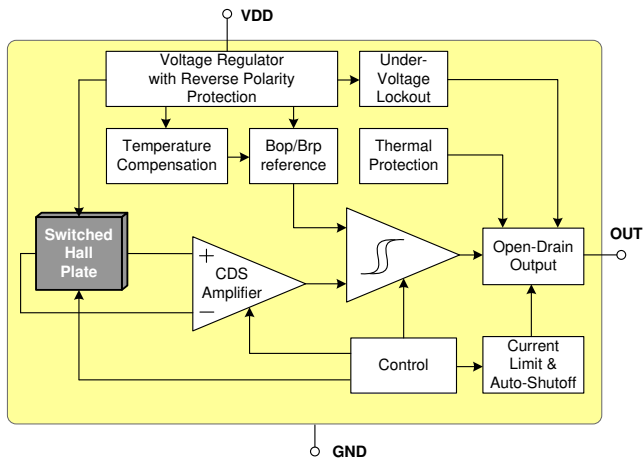 VDD
Voltage Regulator
with Reverse Polarity
Protection
Under-
Voltage
Lockout
Temperature
Compensation
Bop/Brp
reference
Thermal
Protection
Switched
Hall
Plate
+
−
CDS
Amplifier
Open-Drain
Output
OUT
Control
Current
Limit &
Auto-Shutoff
GND